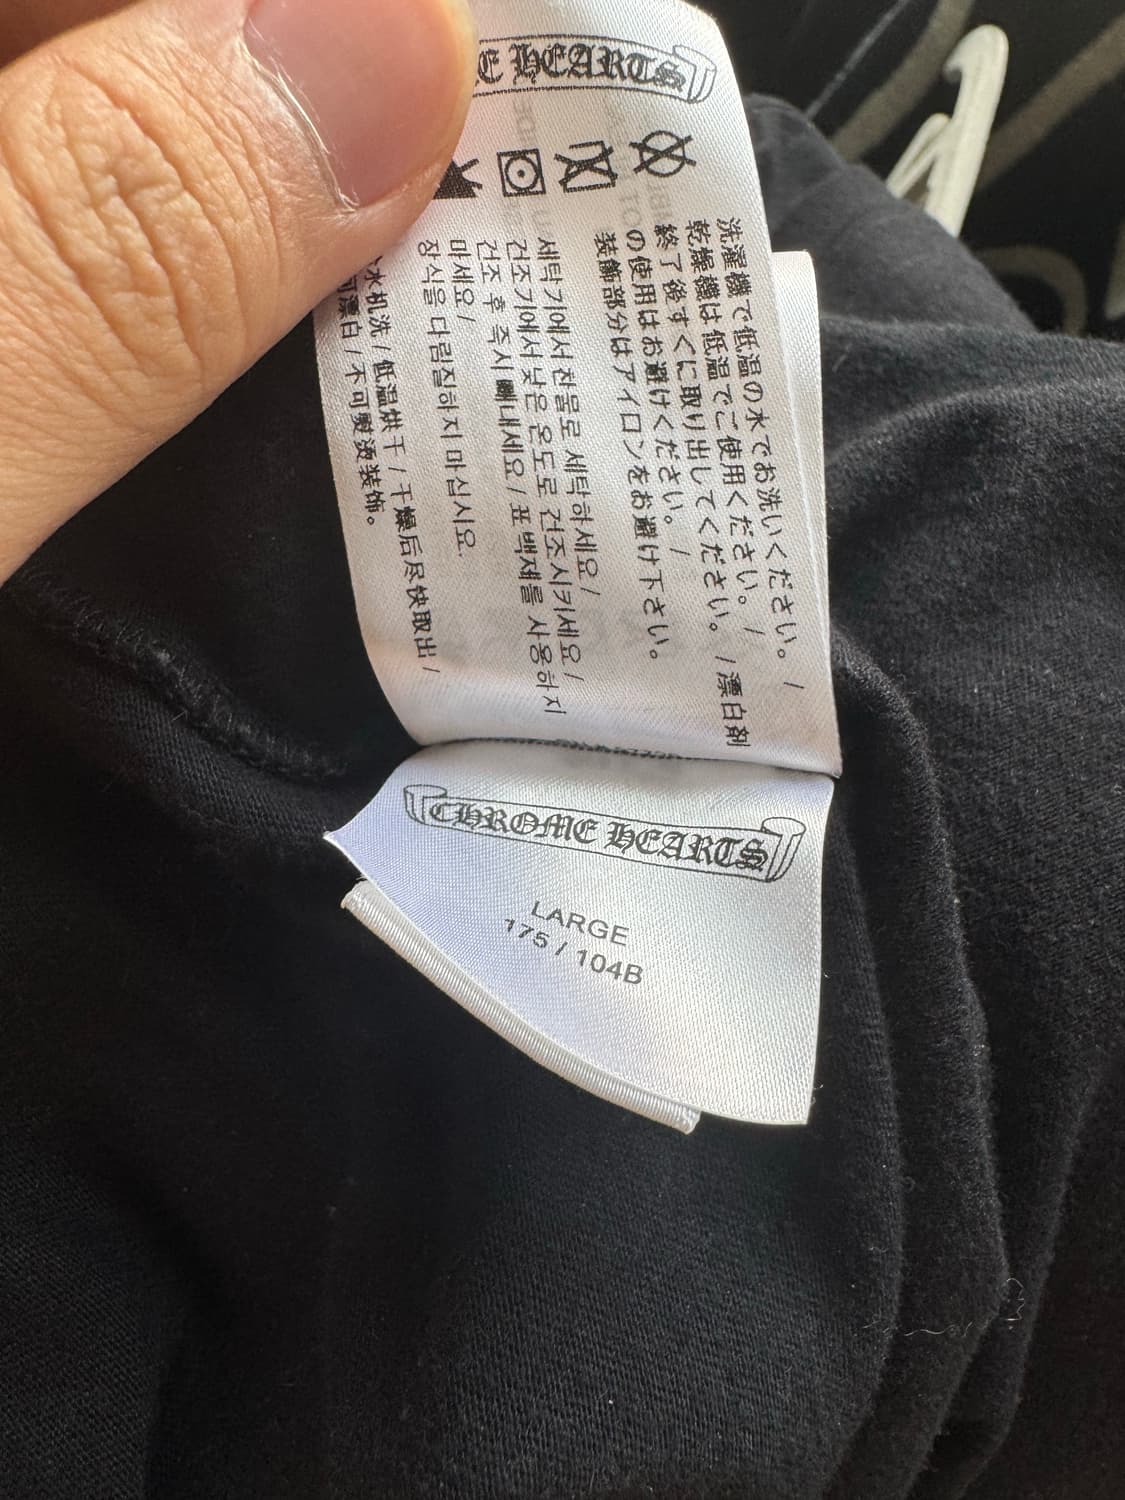 E HEARTS
洗濯機で低温の水でお洗いください。 /
乾燥機は低温でご使用ください。 /
終了後すぐに取り出してください。 / 漂白剤
の使用はお避けください。 /
装飾部分はアイロンをお避け下さい。
세탁기에서 찬물로 세탁하세요 /
건조기에서 낮은 온도로 건조시키세요 /
건조 후 즉시 빼내세요 / 표백제를 사용하지
마세요 /
장식을 다림질하지 마십시요.
水机洗 / 低温烘干 / 干燥后尽快取出 /
可漂白 / 不可熨烫装饰。
CHROME HEARTS
LARGE
175 / 104B